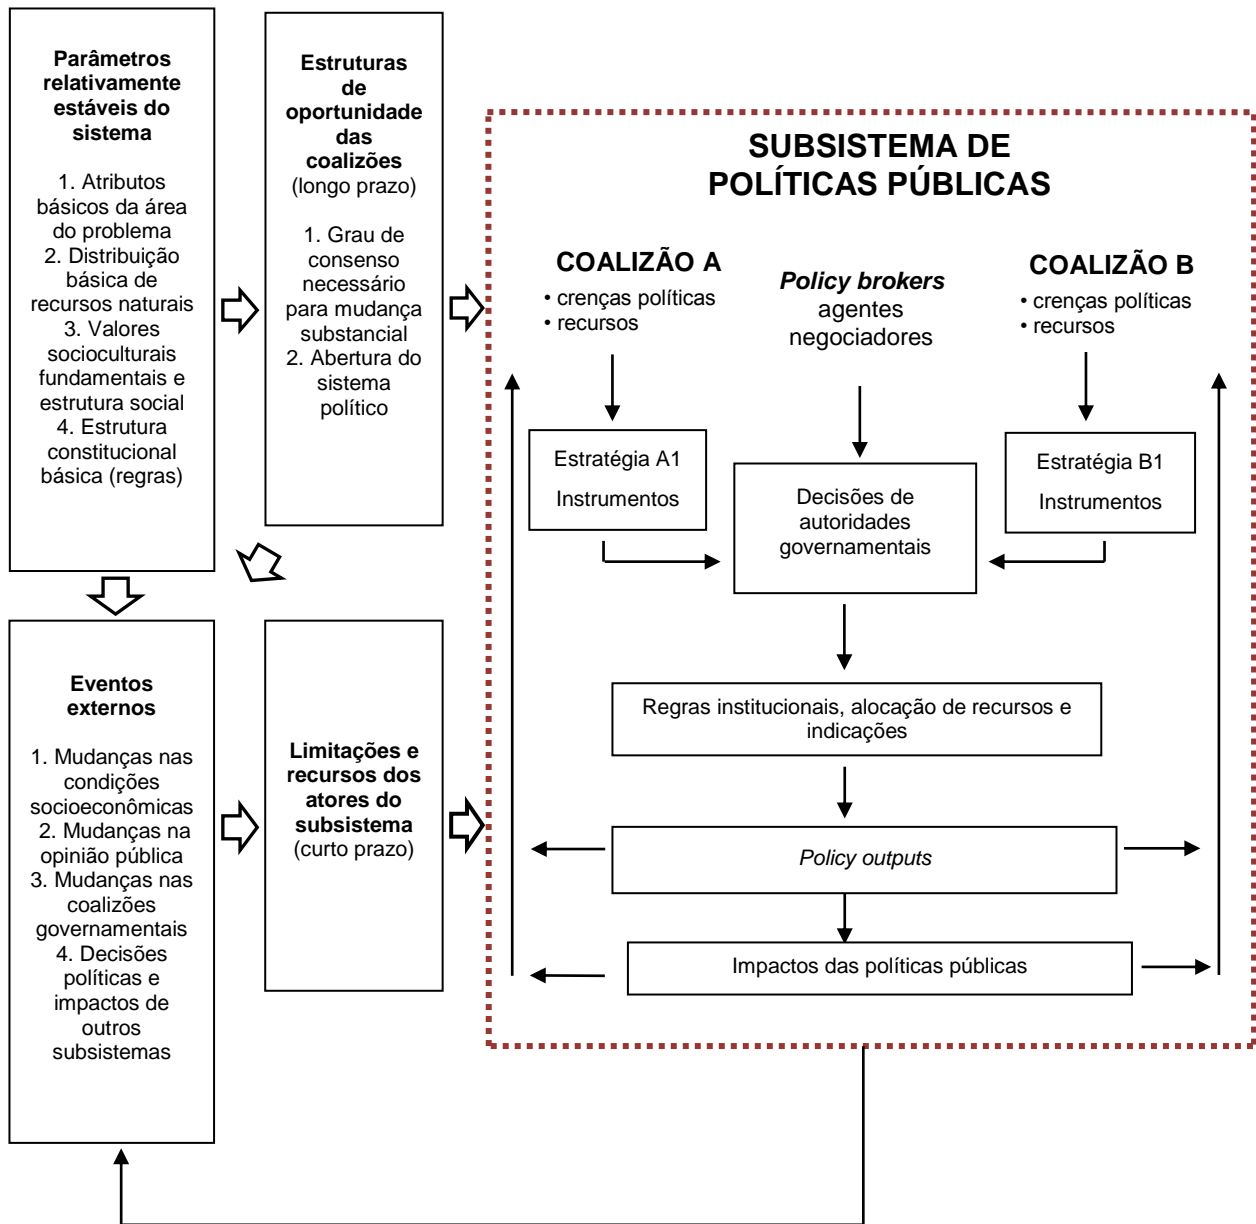 Parâmetros
relativamente
estáveis do
sistema
1. Atributos
básicos da área
do problema
2. Distribuição
básica de
recursos naturais
3. Valores
socioculturais
fundamentais e
estrutura social
4. Estrutura
constitucional
básica (regras)
Estruturas
de
oportunidade
das
coalizões
(longo prazo)
1. Grau de
consenso
necessário
para mudança
substancial
2. Abertura do
sistema
político
Eventos
externos
1. Mudanças nas
condições
socioeconômicas
2. Mudanças na
opinião pública
3. Mudanças nas
coalizões
governamentais
4. Decisões
políticas e
impactos de
outros
subsistemas
Limitações e
recursos dos
atores do
subsistema
(curto prazo)
SUBSISTEMA DE
POLÍTICAS PÚBLICAS
COALIZÃO A
• crenças políticas
• recursos
Policy brokers
agentes
negociadores
COALIZÃO B
• crenças políticas
• recursos
Estratégia A1
Instrumentos
Decisões de
autoridades
governamentais
Estratégia B1
Instrumentos
Regras institucionais, alocação de recursos e
indicações
Policy outputs
Impactos das políticas públicas